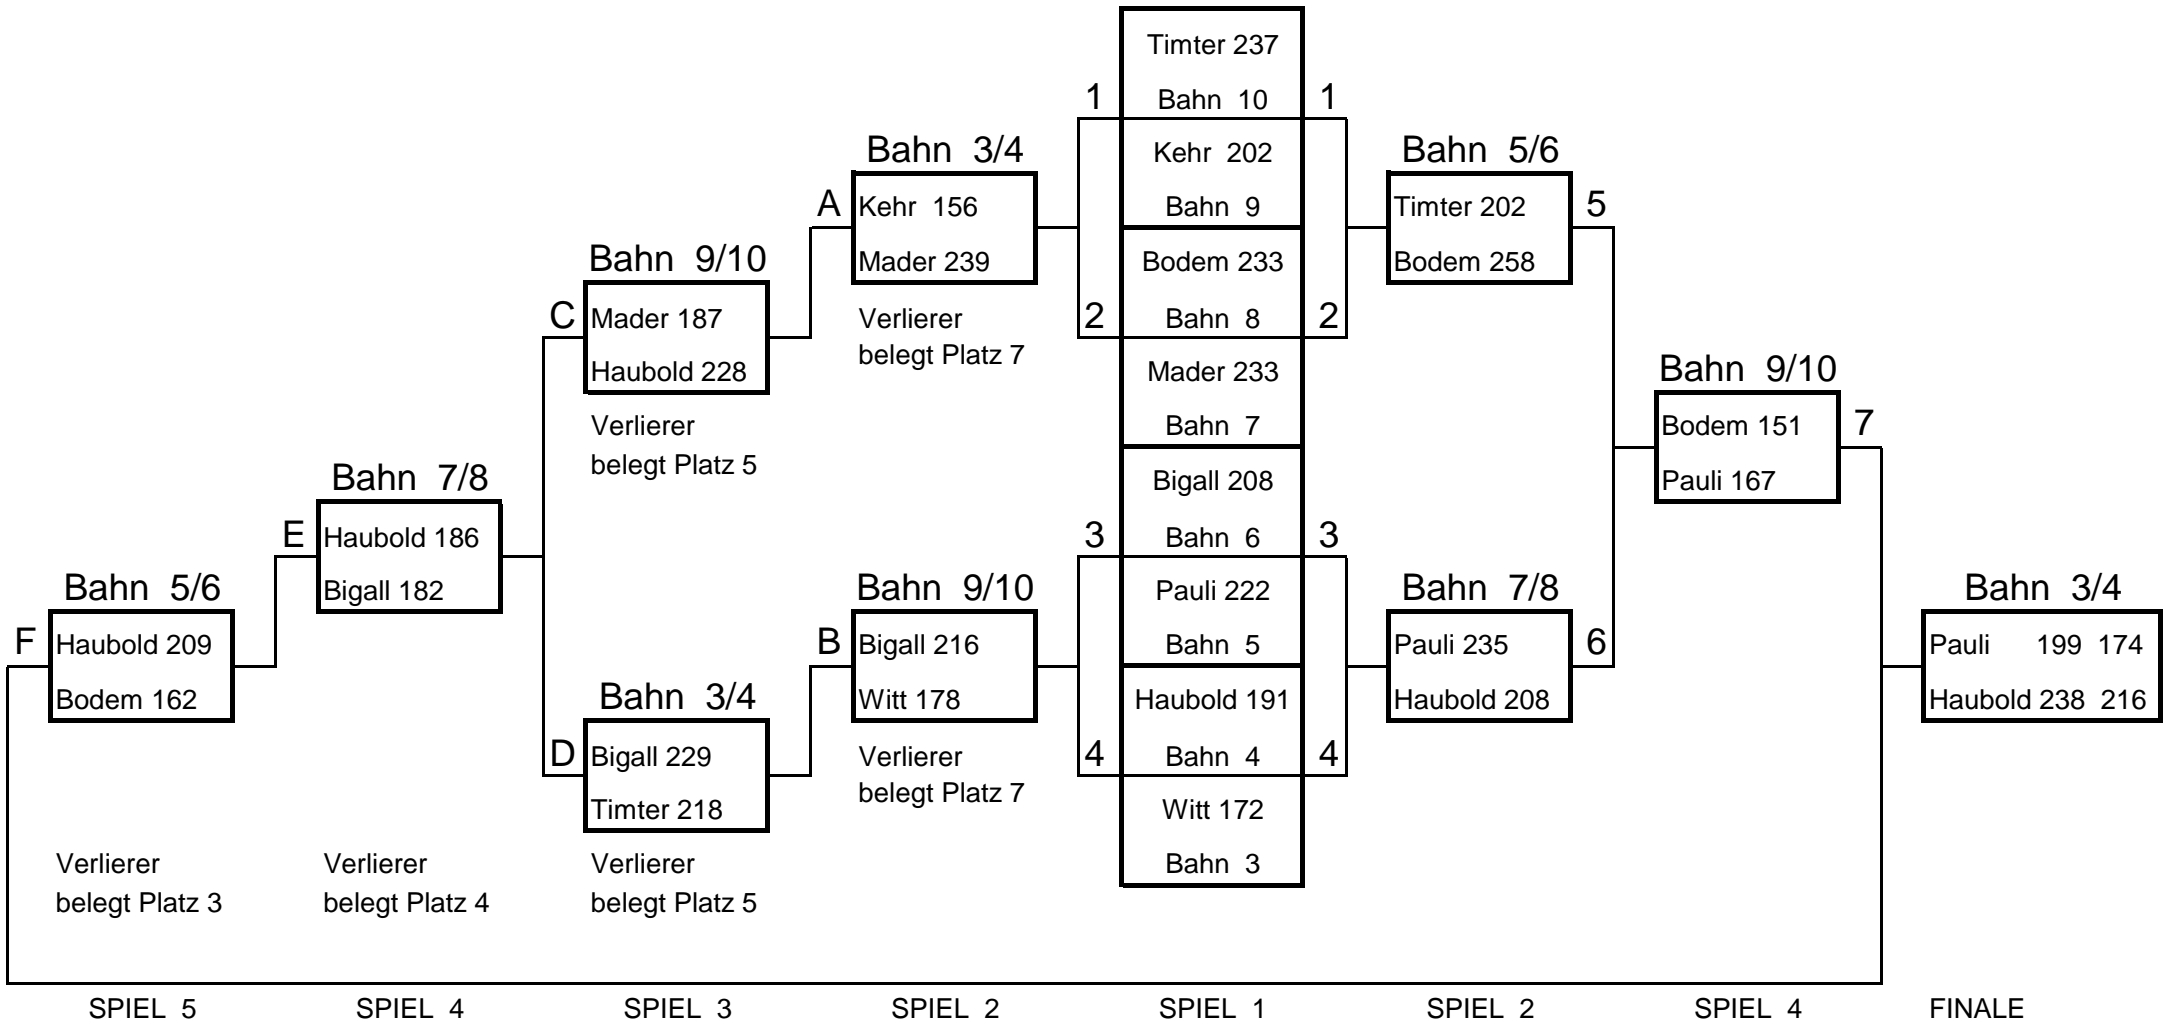 Timter 237
1 Bahn 10 1
Bahn 3/4 Kehr 202 Bahn 5/6
A Kehr 156 Bahn 9 Timter 202 5
Bahn 9/10 Mader 239 Bodem 233 Bodem 258
C Mader 187 Verlierer 2 Bahn 8 2
belegt Platz 7
Haubold 228 Mader 233 Bahn 9/10
Verlierer Bahn 7 Bodem 151 7
belegt Platz 5
Bahn 7/8 Bigall 208 Pauli 167
E Haubold 186 3 Bahn 6 3
Bahn 5/6 Bigall 182 Bahn 9/10 Pauli 222 Bahn 7/8 Bahn 3/4
F Haubold 209 B Bigall 216 Bahn 5 Pauli 235 6 Pauli 199 174
Bodem 162 Bahn 3/4 Witt 178 Haubold 191 Haubold 208 Haubold 238 216
D Bigall 229 Verlierer 4 Bahn 4 4
belegt Platz 7
Timter 218 Witt 172
Verlierer Verlierer Verlierer Bahn 3
belegt Platz 3 belegt Platz 4 belegt Platz 5
SPIEL 5 SPIEL 4 SPIEL 3 SPIEL 2 SPIEL 1 SPIEL 2 SPIEL 4 FINALE